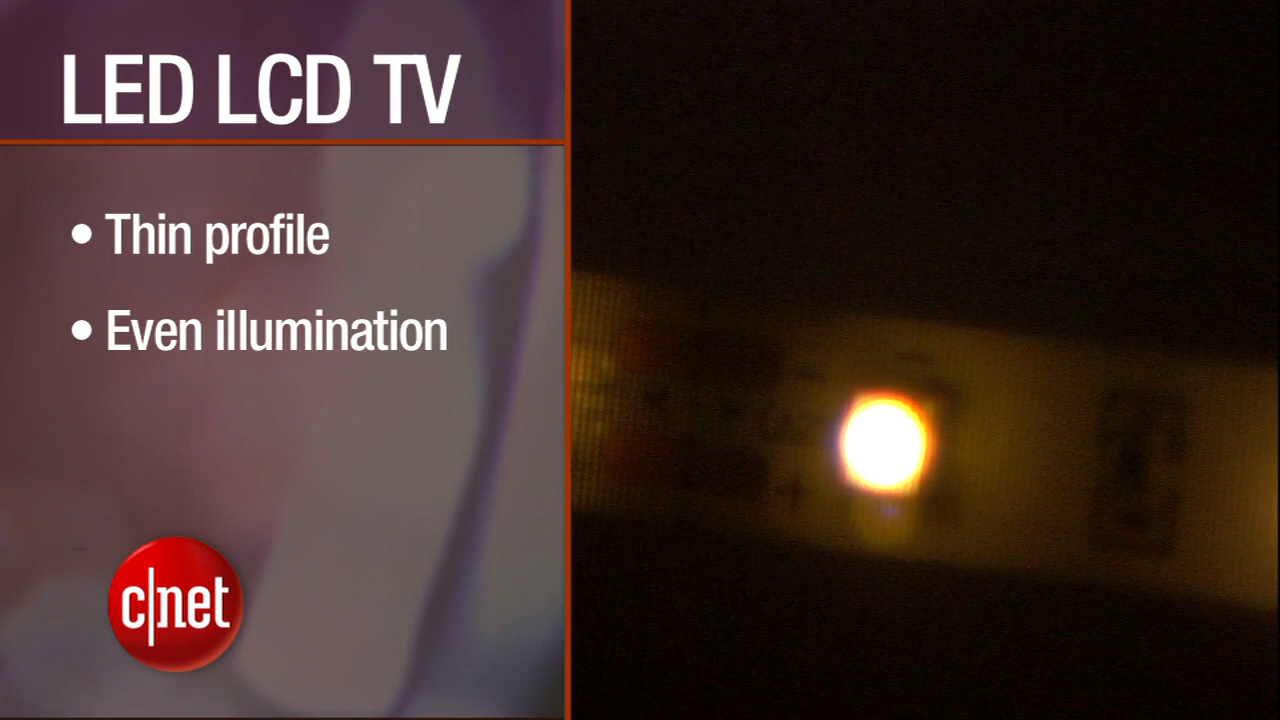 LED LCD TV
• Thin profile
• Even illumination
c|net